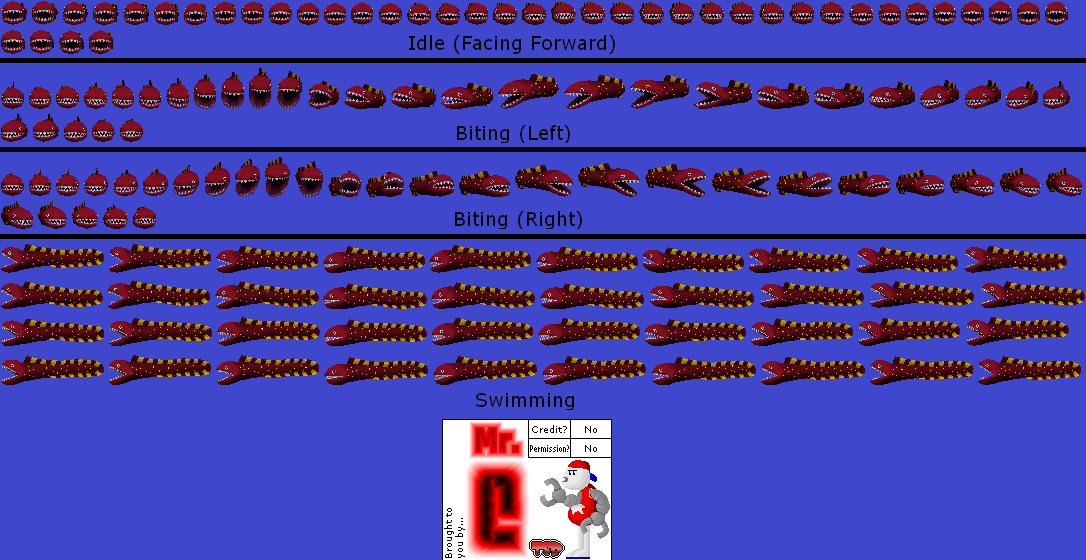 Idle (Facing Forward)
Biting (Left)
Biting (Right)
Swimming
Mr.
C
Credit? No
Permission? No
Brought to
you by...